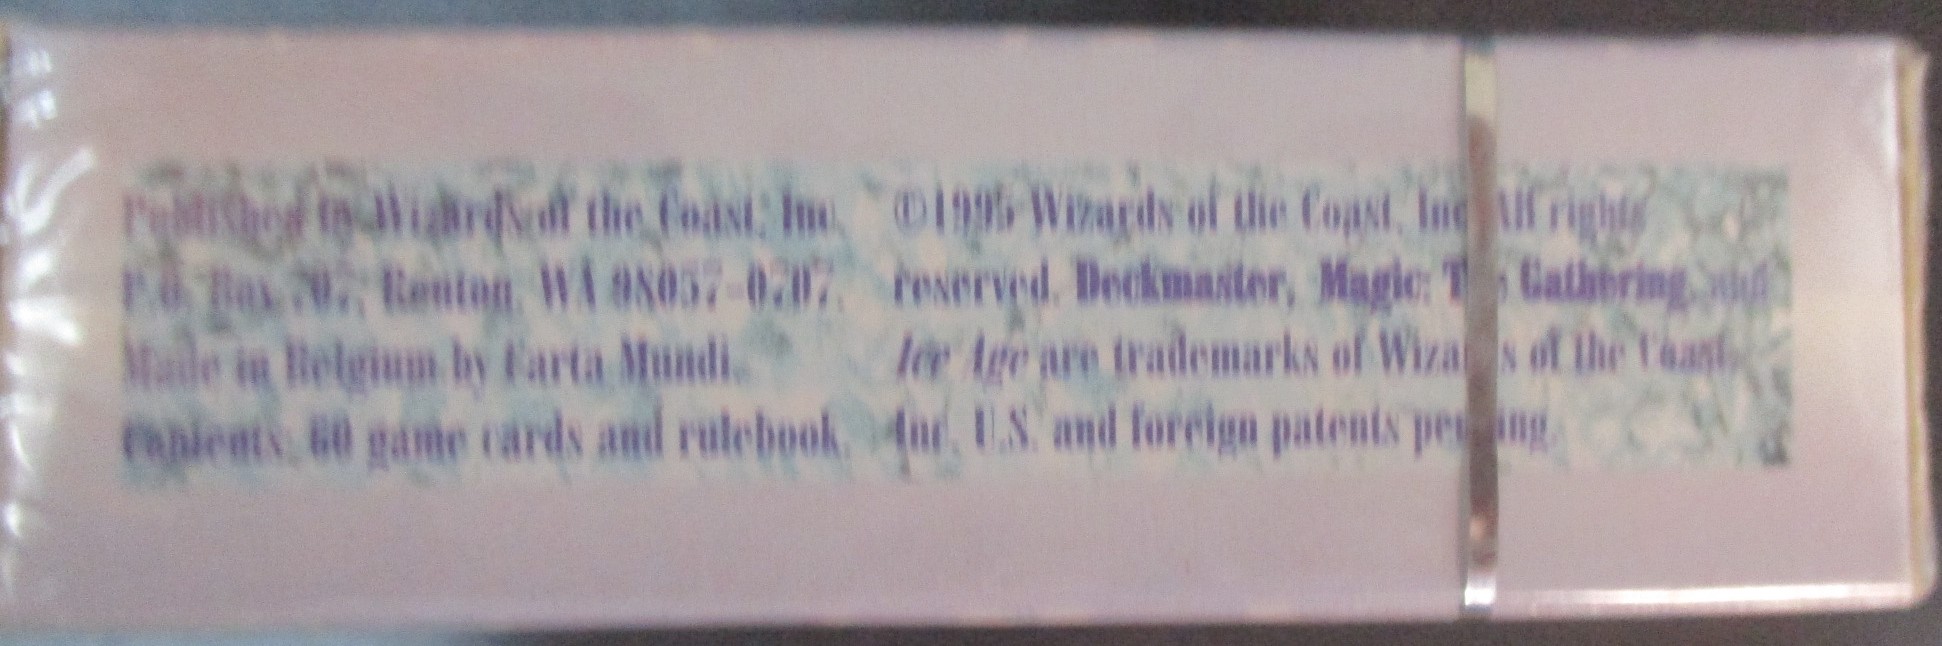 Published by Wizards of the Coast, Inc.
P.O. Box 707, Renton, WA 98057-0707.
Made in Belgium by Carta Mundi.
Contents: 60 game cards and rulebook.
©1995 Wizards of the Coast, Inc. All rights
reserved. Deckmaster, Magic: The Gathering, and
Ice Age are trademarks of Wizards of the Coast,
Inc. U.S. and foreign patents pending.